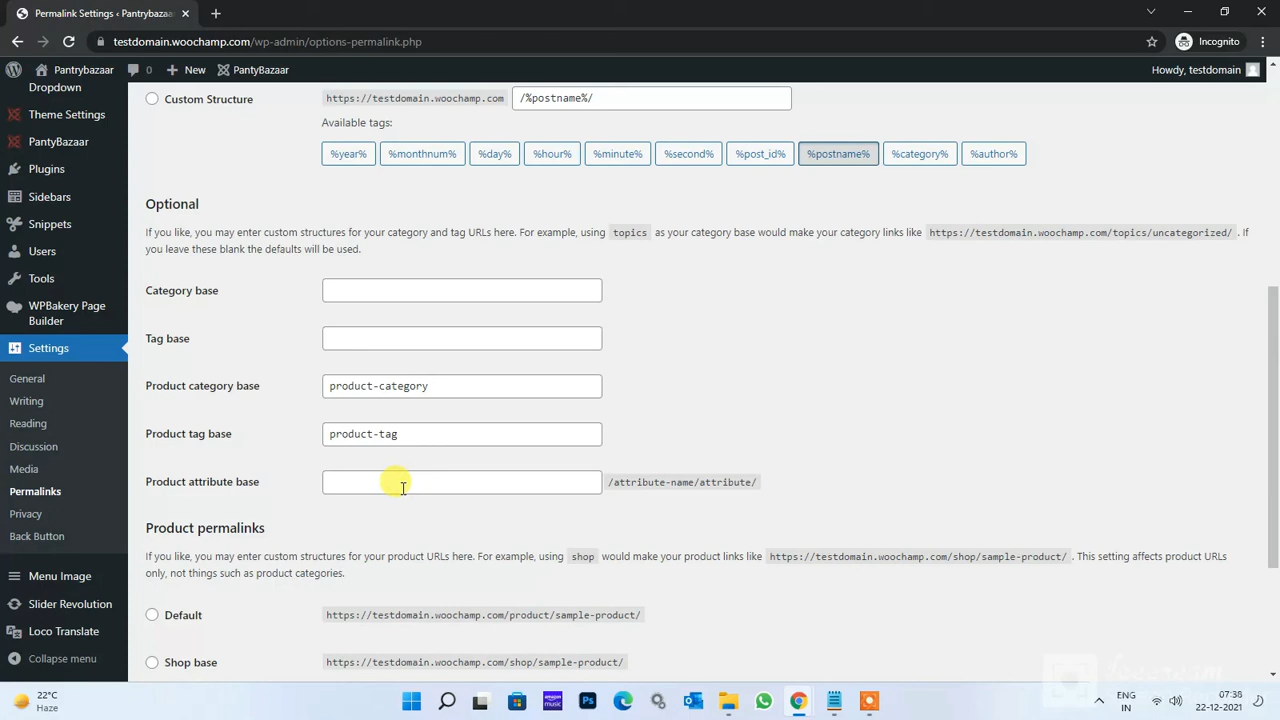 Permalink Settings < Pantrybazaar
testdomain.woochamp.com/wp-admin/options-permalink.php
Incognito
Pantrybazaar
0
New
PantyBazaar
Howdy, testdomain
Dropdown
Theme Settings
PantyBazaar
Plugins
Sidebars
Snippets
Users
Tools
WPBakery Page
Builder
Settings
General
Writing
Reading
Discussion
Media
Permalinks
Privacy
Back Button
Menu Image
Slider Revolution
Loco Translate
Collapse menu
Custom Structure
https://testdomain.woochamp.com
/%postname%/
Available tags:
%year% %monthnum% %day% %hour% %minute% %second% %post_id% %postname% %category% %author%
Optional
If you like, you may enter custom structures for your category and tag URLs here. For example, using topics as your category base would make your category links like https://testdomain.woochamp.com/topics/uncategorized/ . If
you leave these blank the defaults will be used.
Category base
Tag base
Product category base product-category
Product tag base product-tag
Product attribute base /attribute-name/attribute/
Product permalinks
If you like, you may enter custom structures for your product URLs here. For example, using shop would make your product links like https://testdomain.woochamp.com/shop/sample-product/ . This setting affects product URLs
only, not things such as product categories.
Default https://testdomain.woochamp.com/product/sample-product/
Shop base https://testdomain.woochamp.com/shop/sample-product/
22°C
Haze
amazon
music
Ps
ENG
IN
07:38
22-12-2021